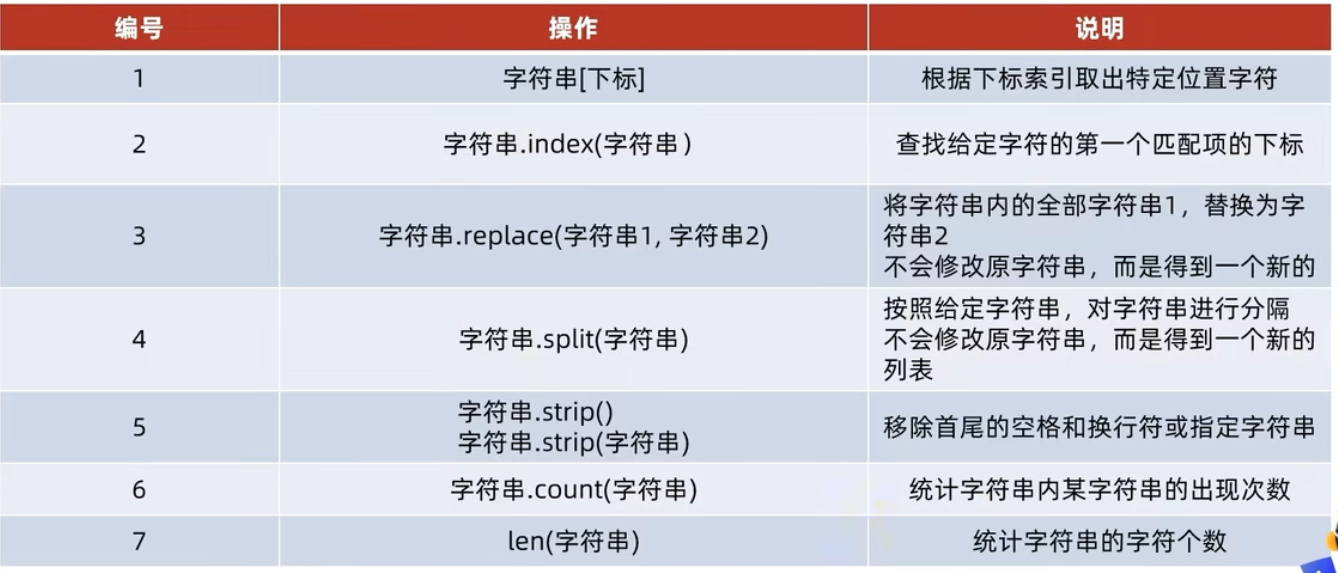 编号 操作 说明
1 字符串[下标] 根据下标索引取出特定位置字符
2 字符串.index(字符串） 查找给定字符的第一个匹配项的下标
3 字符串.replace(字符串1, 字符串2) 将字符串内的全部字符串1，替换为字
符串2
不会修改原字符串，而是得到一个新的
4 字符串.split(字符串) 按照给定字符串，对字符串进行分隔
不会修改原字符串，而是得到一个新的
列表
5 字符串.strip()
字符串.strip(字符串) 移除首尾的空格和换行符或指定字符串
6 字符串.count(字符串) 统计字符串内某字符串的出现次数
7 len(字符串) 统计字符串的字符个数